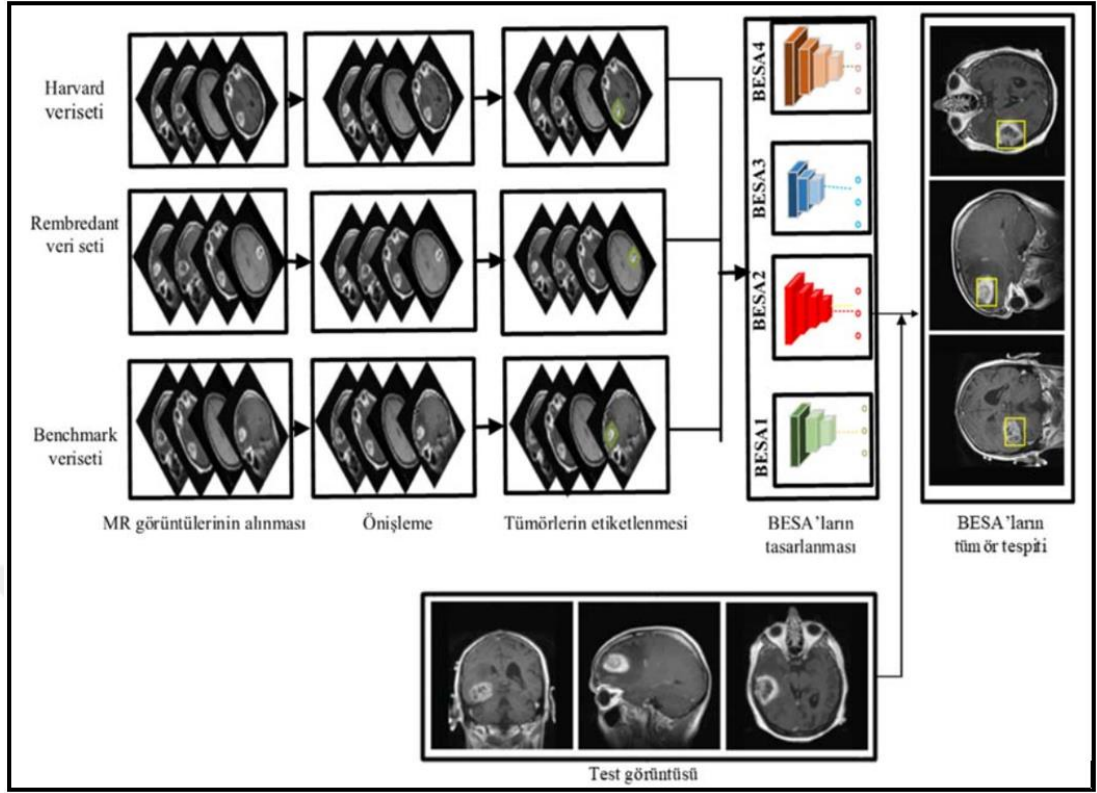 Harvard
veriseti
Rembredant
veri seti
Benchmark
veriseti
MR görüntülerinin alınması
Önişleme
Tümörlerin etiketlenmesi
BESA4
BESA3
BESA2
BESA1
BESA'ların
tasarlanması
BESA'ların
tüm ör tespiti
Test görüntüsü